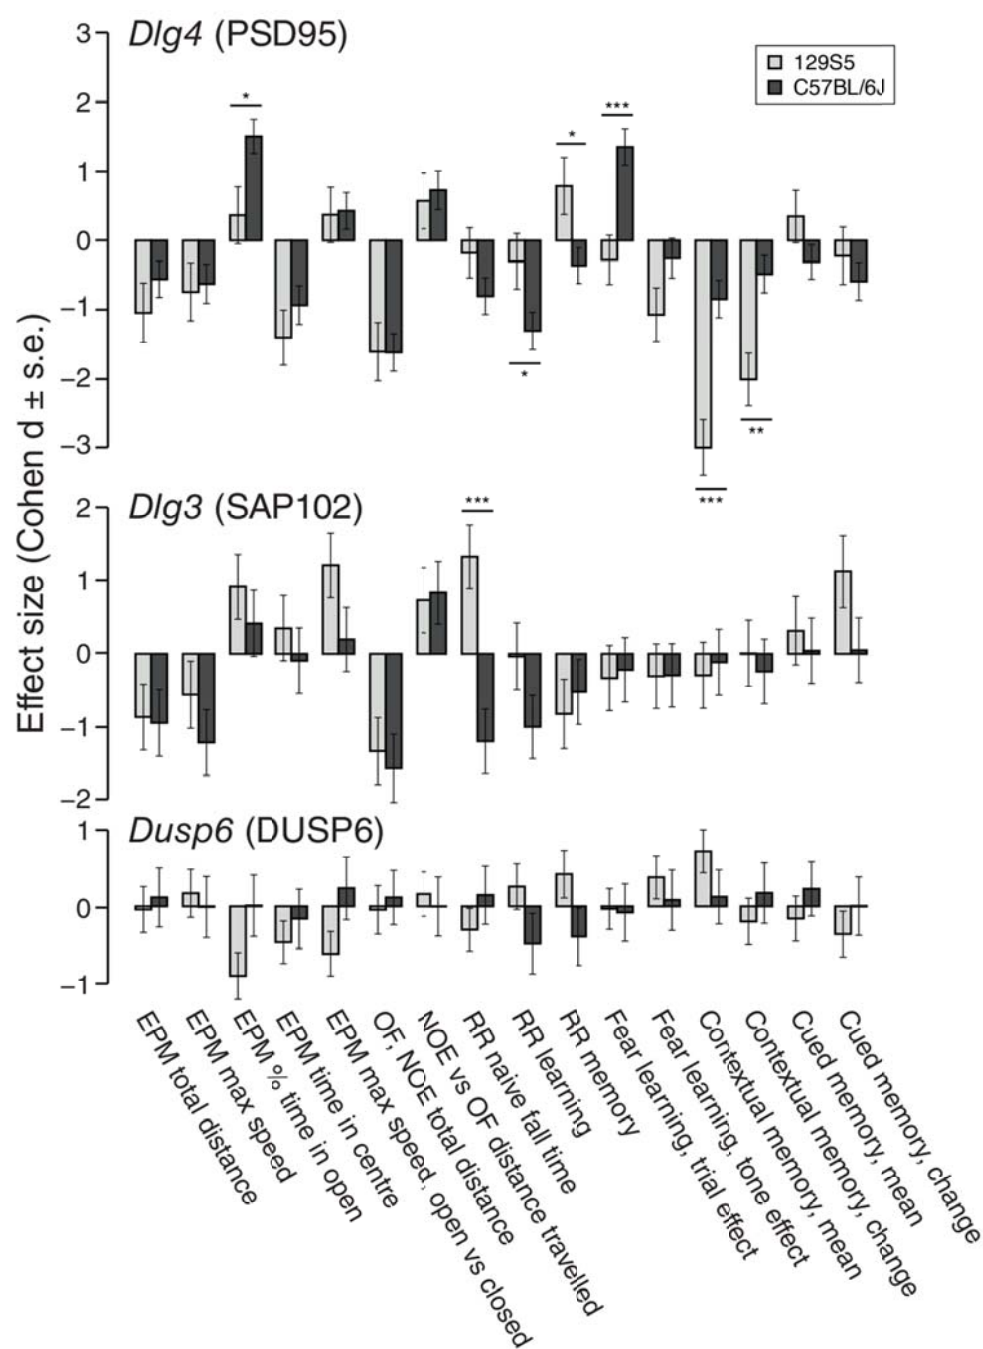 Dlg4 (PSD95)
129S5
C57BL/6J
3
2
1
0
−1
−2
−3
*
*
***
*
**
***
Effect size (Cohen d ± s.e.)
Dlg3 (SAP102)
2
1
0
−1
−2
***
Dusp6 (DUSP6)
1
0
−1
EPM total distance
EPM max speed
EPM % time in open
EPM time in centre
EPM max speed, open vs closed
OF, NOE total distance
NOE vs OF distance travelled
RR naive fall time
RR learning
RR memory
Fear learning, trial effect
Fear learning, tone effect
Contextual memory, mean
Contextual memory, change
Cued memory, mean
Cued memory, change